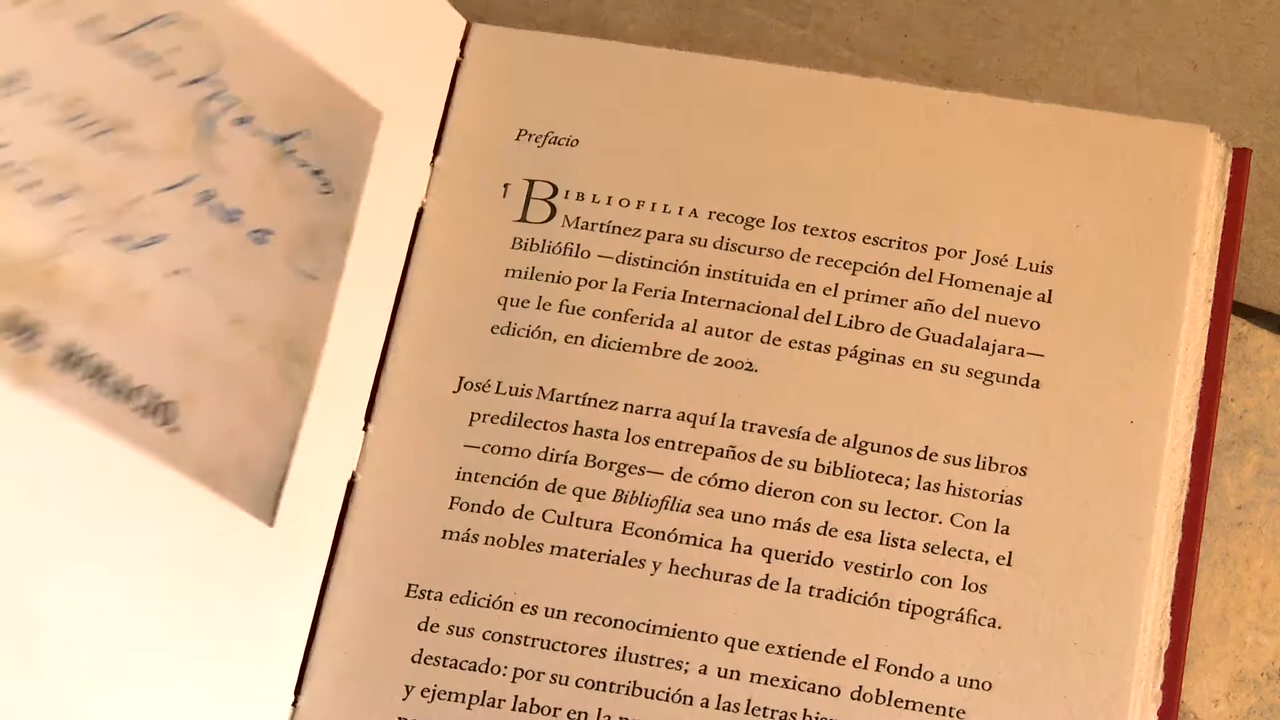 Prefacio
¶ BIBLIOFILIA recoge los textos escritos por José Luis
Martínez para su discurso de recepción del Homenaje al
Bibliófilo —distinción instituida en el primer año del nuevo
milenio por la Feria Internacional del Libro de Guadalajara—
que le fue conferida al autor de estas páginas en su segunda
edición, en diciembre de 2002.
José Luis Martínez narra aquí la travesía de algunos de sus libros
predilectos hasta los entrepaños de su biblioteca; las historias
—como diría Borges— de cómo dieron con su lector. Con la
intención de que Bibliofilia sea uno más de esa lista selecta, el
Fondo de Cultura Económica ha querido vestirlo con los
más nobles materiales y hechuras de la tradición tipográfica.
Esta edición es un reconocimiento que extiende el Fondo a uno
de sus constructores ilustres; a un mexicano doblemente
destacado: por su contribución a las letras
y ejemplar labor en la